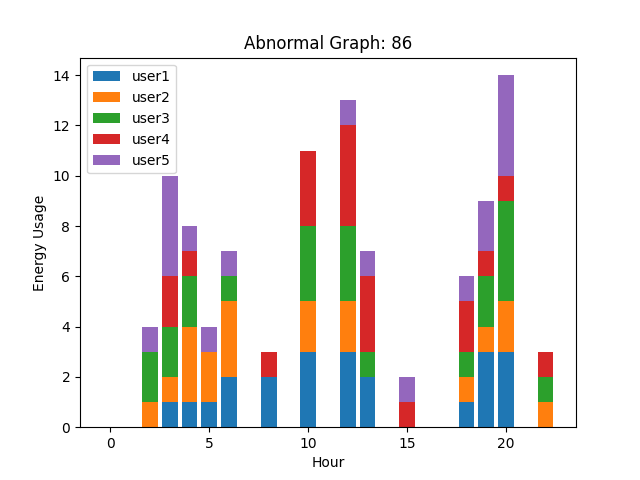 Abnormal Graph: 86
user1
user2
user3
user4
user5
14
12
10
8
6
4
2
0
Energy Usage
0 5 10 15 20
Hour